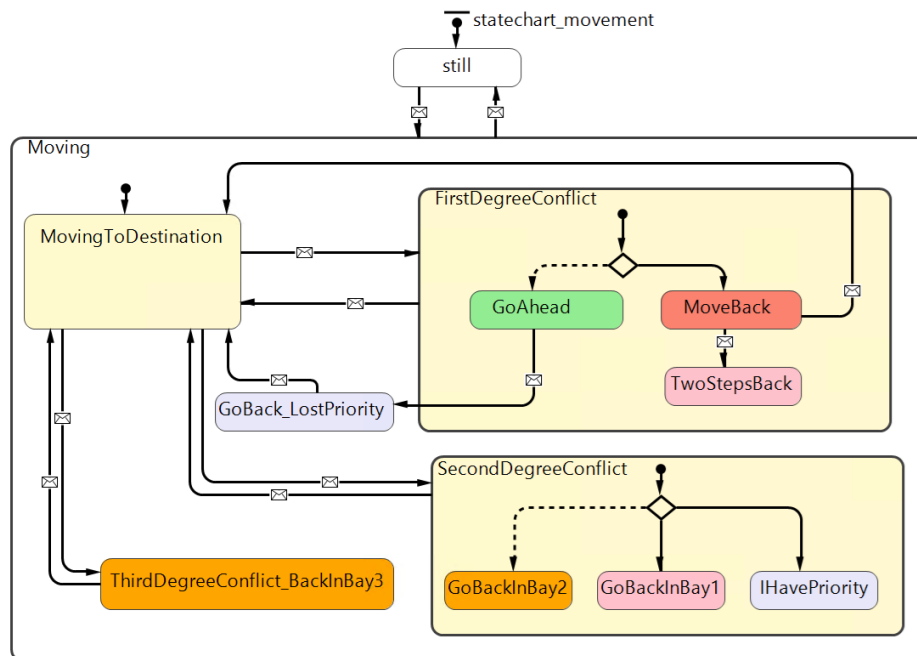 statechart_movement
still
Moving
FirstDegreeConflict
MovingToDestination
GoAhead
MoveBack
TwoStepsBack
GoBack_LostPriority
SecondDegreeConflict
ThirdDegreeConflict_BackInBay3
GoBackInBay2
GoBackInBay1
IHavePriority